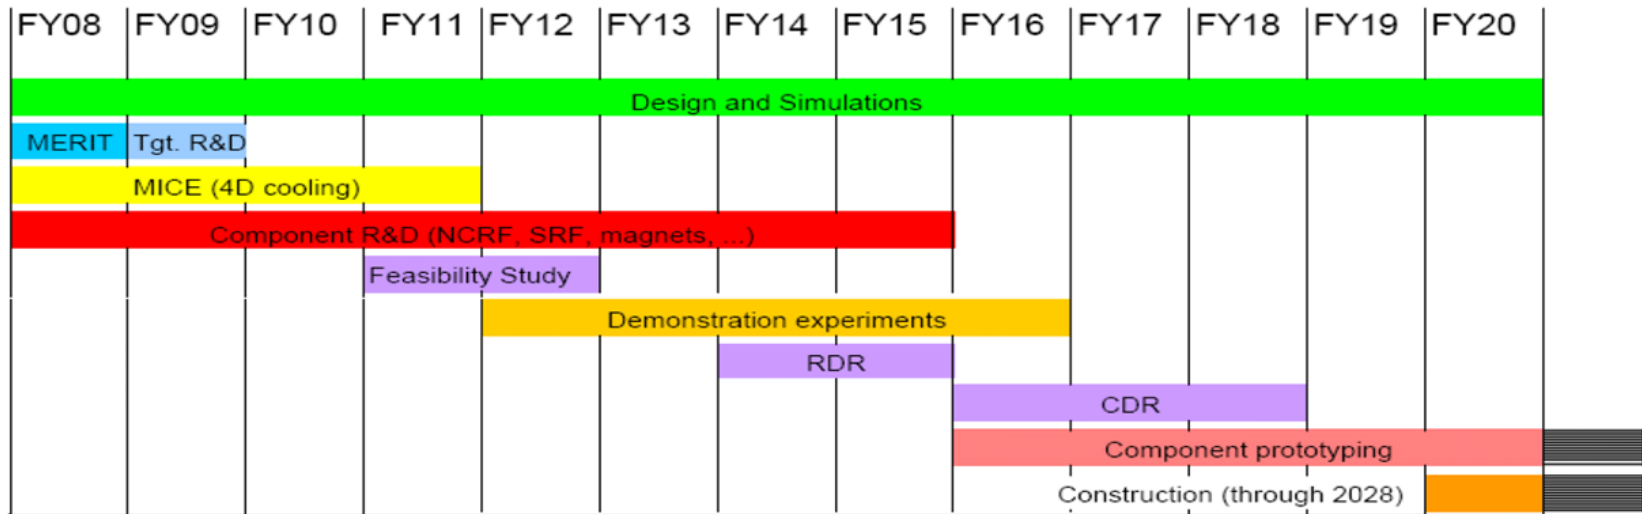 FY08 FY09 FY10 FY11 FY12 FY13 FY14 FY15 FY16 FY17 FY18 FY19 FY20
Design and Simulations
MERIT Tgt. R&D
MICE (4D cooling)
Component R&D (NCRF, SRF, magnets, ...)
Feasibility Study
Demonstration experiments
RDR
CDR
Component prototyping
Construction (through 2028)